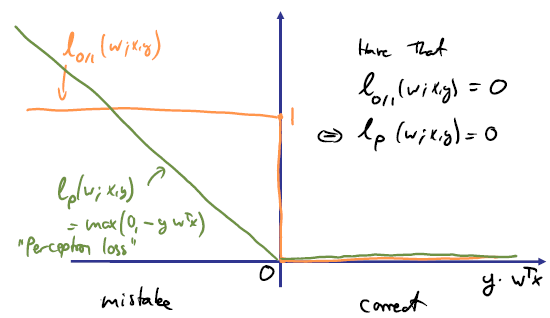 l₀/₁(w; x, y)
1
Have that
l₀/₁(w; x, y) = 0
⇔ lₚ(w; x, y) = 0
lₚ(w; x, y)
= max(0, -y wᵀx)
"Perceptron loss"
0
y · wᵀx
mistake
correct